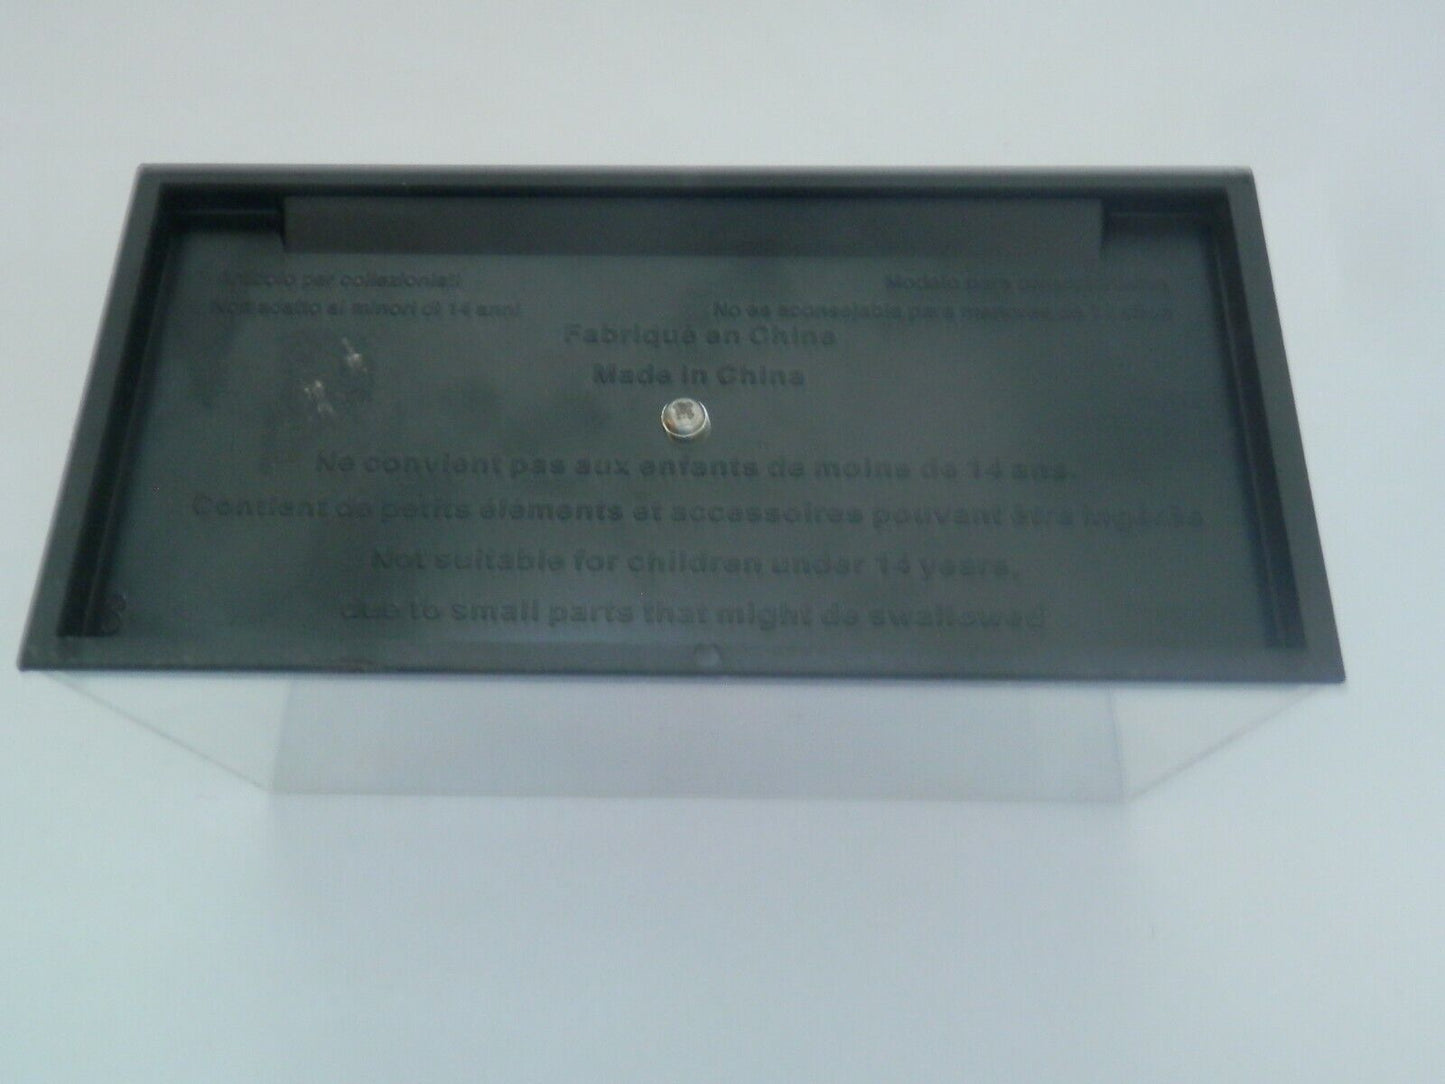 Articolo per collezionisti
Non adatto ai minori di 14 anni
Modelo para coleccionistas
No es aconsejable para menores de 14 años
Fabriqué en China
Made in China
Ne convient pas aux enfants de moins de 14 ans.
Contient de petits éléments et accessoires pouvant être ingérés
Not suitable for children under 14 years,
due to small parts that might de swallowed